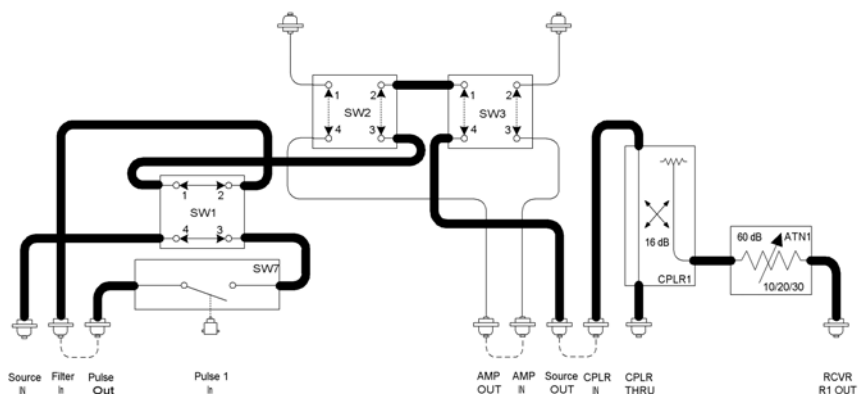 1
2
SW2
4
3
1
2
SW3
4
3
1
2
SW1
4
3
SW7
16 dB
CPLR1
60 dB
ATN1
10/20/30
Source
IN
Filter
In
Pulse
Out
Pulse 1
In
AMP
OUT
AMP
IN
Source
OUT
CPLR
IN
CPLR
THRU
RCVR
R1 OUT